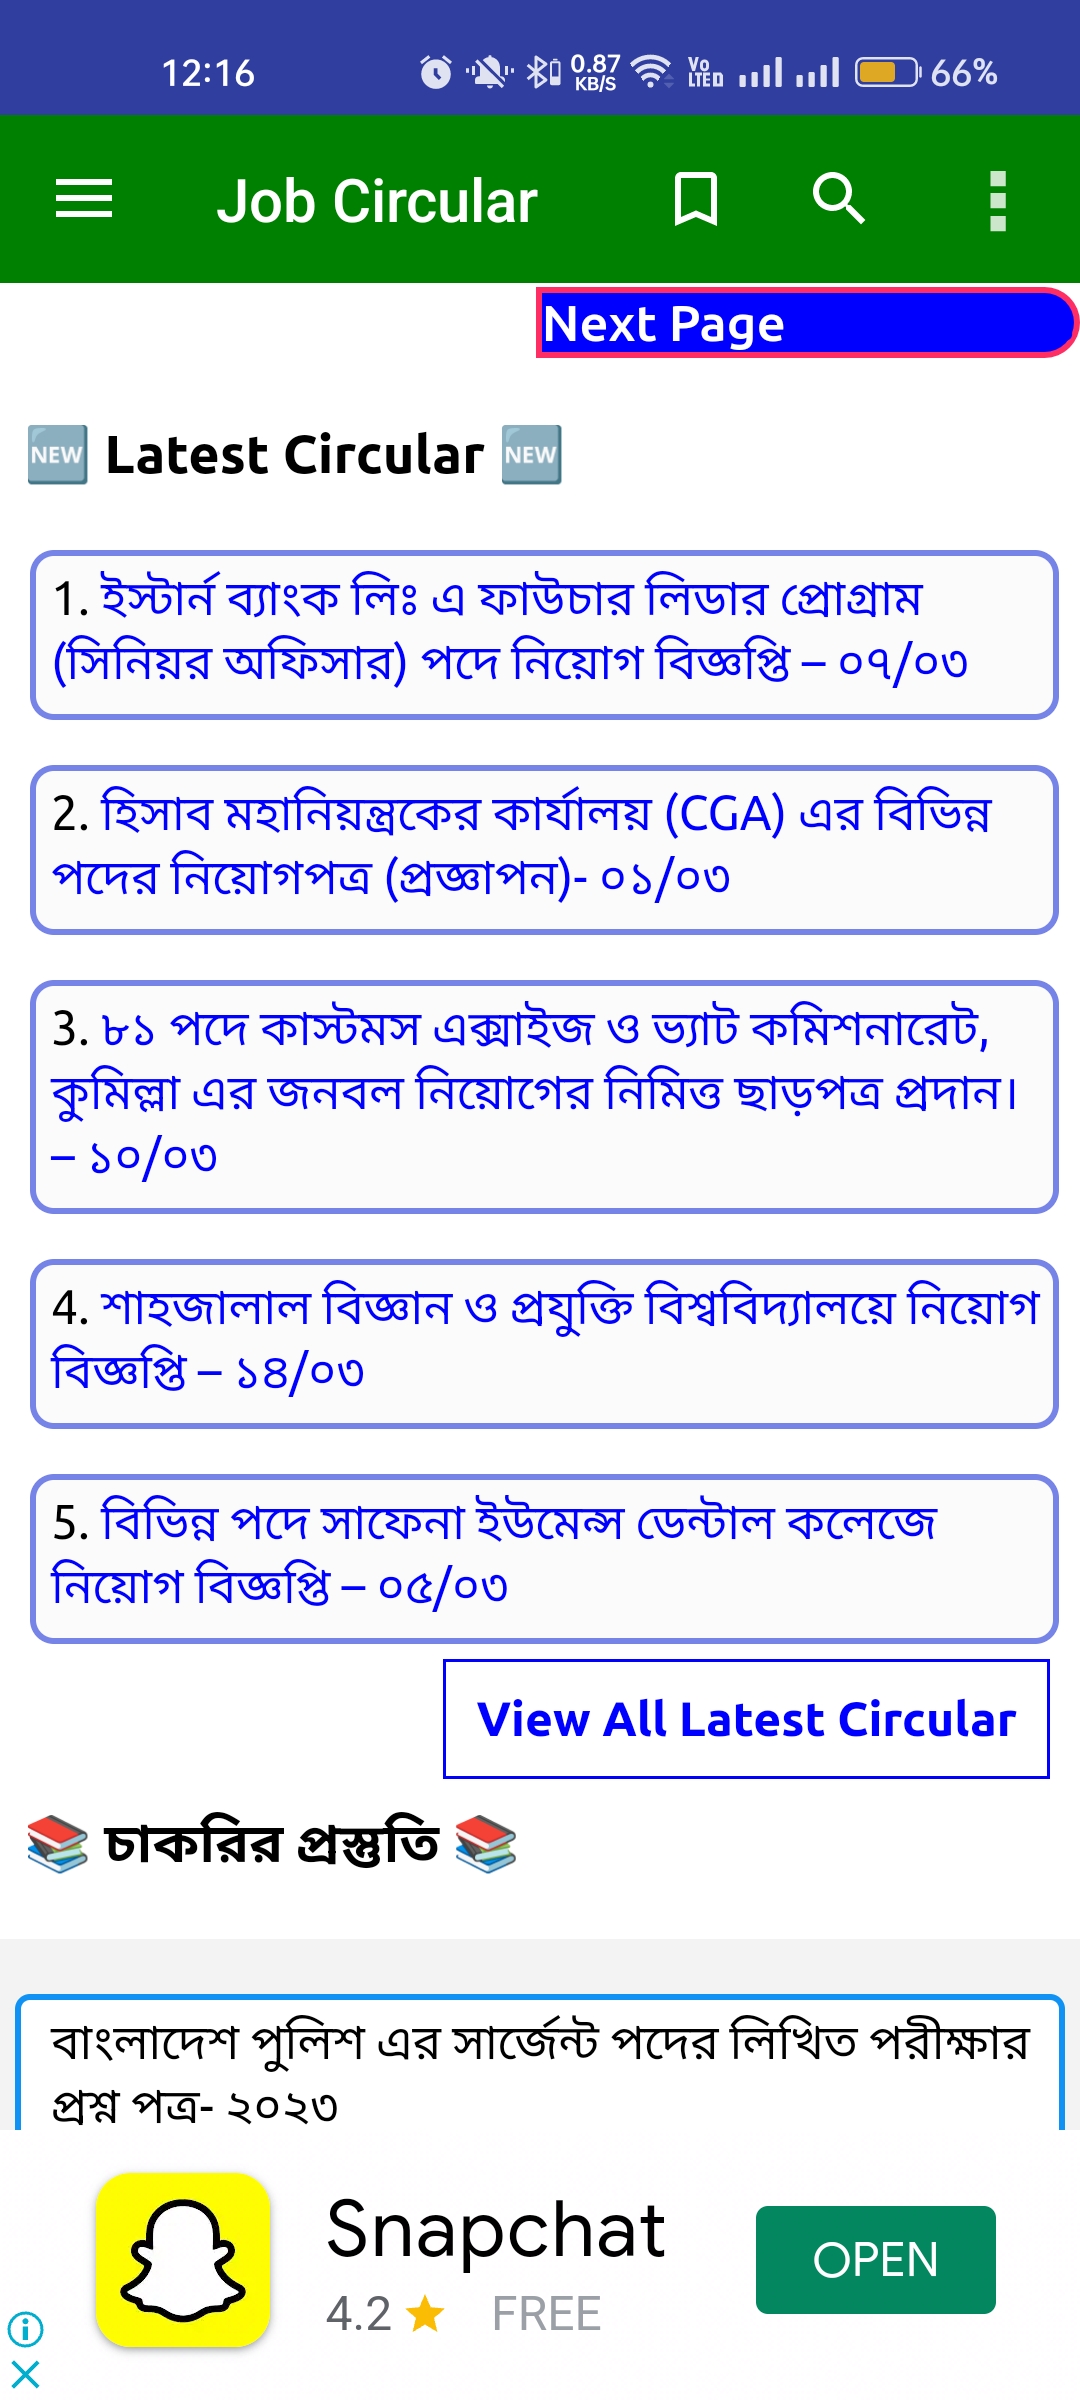 12:16 0.87 KB/S Vo LTED 66%
Job Circular
Next Page
🆕 Latest Circular 🆕
1. ইস্টার্ন ব্যাংক লিঃ এ ফাউচার লিডার প্রোগ্রাম
(সিনিয়র অফিসার) পদে নিয়োগ বিজ্ঞপ্তি – ০৭/০৩
2. হিসাব মহানিয়ন্ত্রকের কার্যালয় (CGA) এর বিভিন্ন
পদের নিয়োগপত্র (প্রজ্ঞাপন)- ০১/০৩
3. ৮১ পদে কাস্টমস এক্সাইজ ও ভ্যাট কমিশনারেট,
কুমিল্লা এর জনবল নিয়োগের নিমিত্ত ছাড়পত্র প্রদান।
– ১০/০৩
4. শাহজালাল বিজ্ঞান ও প্রযুক্তি বিশ্ববিদ্যালয়ে নিয়োগ
বিজ্ঞপ্তি – ১৪/০৩
5. বিভিন্ন পদে সাফেনা ইউমেন্স ডেন্টাল কলেজে
নিয়োগ বিজ্ঞপ্তি – ০৫/০৩
View All Latest Circular
📚 চাকরির প্রস্তুতি 📚
বাংলাদেশ পুলিশ এর সার্জেন্ট পদের লিখিত পরীক্ষার
প্রশ্ন পত্র- ২০২৩
Snapchat
4.2 ★ FREE
OPEN